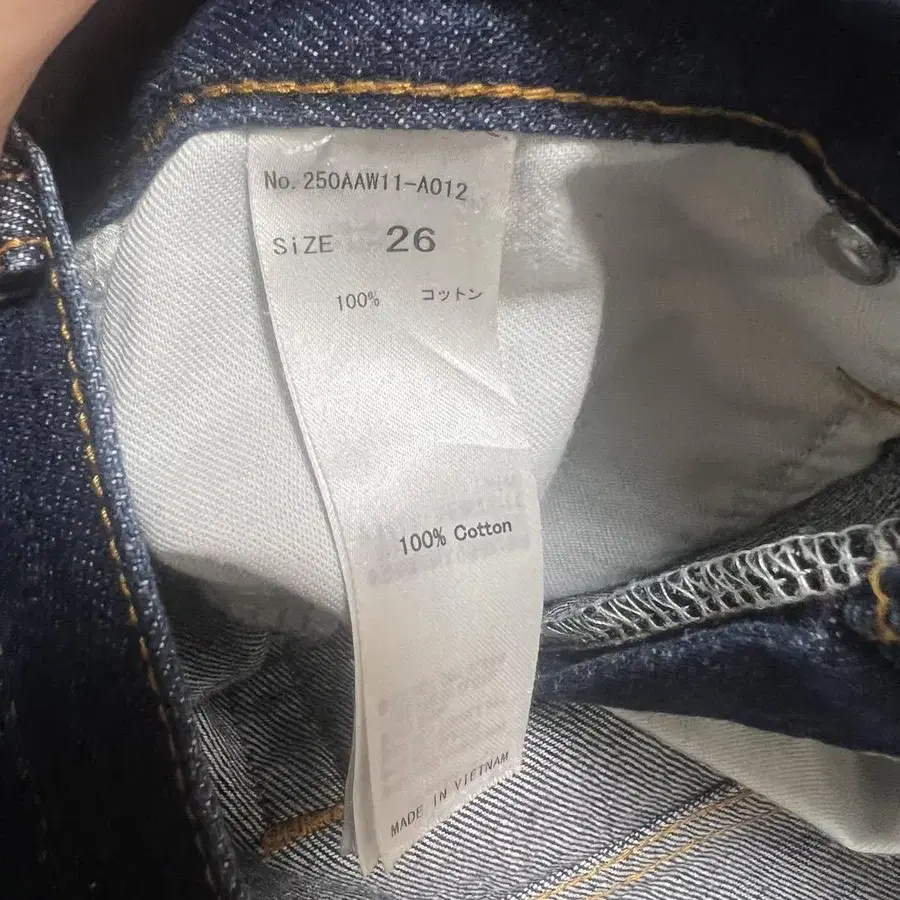 No. 250AAW11-A012
SiZE 26
100% コットン
100% Cotton
MADE IN VIETNAM